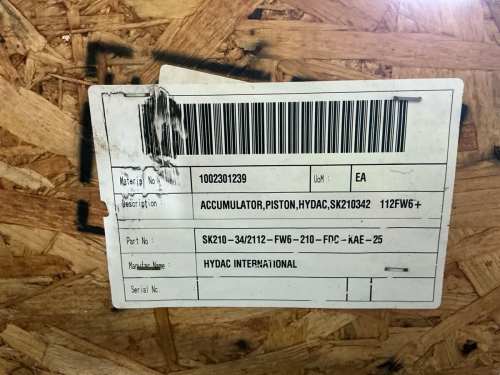 Material No : 1002301239 UoM : EA
Description : ACCUMULATOR,PISTON,HYDAC,SK210342 112FW6+
Part No : SK210-34/2112-FW6-210-FDC-KAE-25
Manufac Name HYDAC INTERNATIONAL
Serial No.